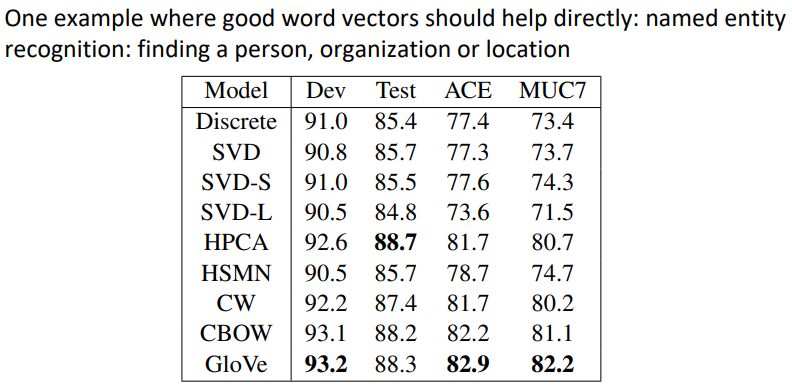 One example where good word vectors should help directly: named entity
recognition: finding a person, organization or location
Model Dev Test ACE MUC7
Discrete 91.0 85.4 77.4 73.4
SVD 90.8 85.7 77.3 73.7
SVD-S 91.0 85.5 77.6 74.3
SVD-L 90.5 84.8 73.6 71.5
HPCA 92.6 88.7 81.7 80.7
HSMN 90.5 85.7 78.7 74.7
CW 92.2 87.4 81.7 80.2
CBOW 93.1 88.2 82.2 81.1
GloVe 93.2 88.3 82.9 82.2